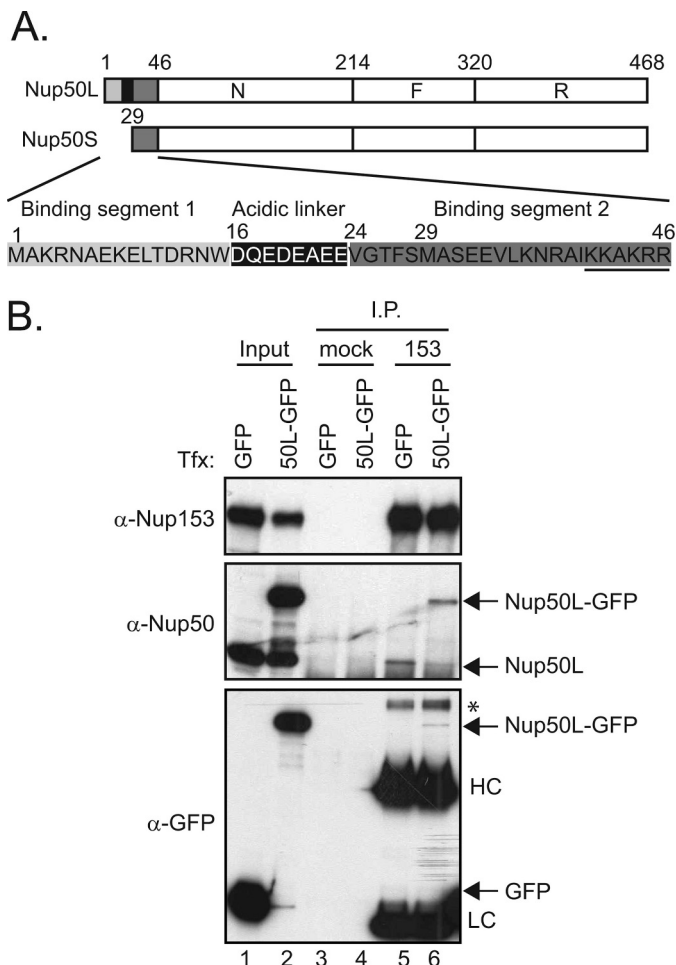 A.
1 46 214 320 468
Nup50L N F R
29
Nup50S
Binding segment 1 Acidic linker Binding segment 2
1 16 24 29 46
MAKRNAEKELTDRNWDQEDEAEEVGTFSMASEEVLKNRAIKKAKRR
B.
I.P.
Input mock 153
Tfx: GFP 50L-GFP GFP 50L-GFP GFP 50L-GFP
α-Nup153
α-Nup50
Nup50L-GFP
Nup50L
α-GFP
*
Nup50L-GFP
HC
GFP
LC
1 2 3 4 5 6